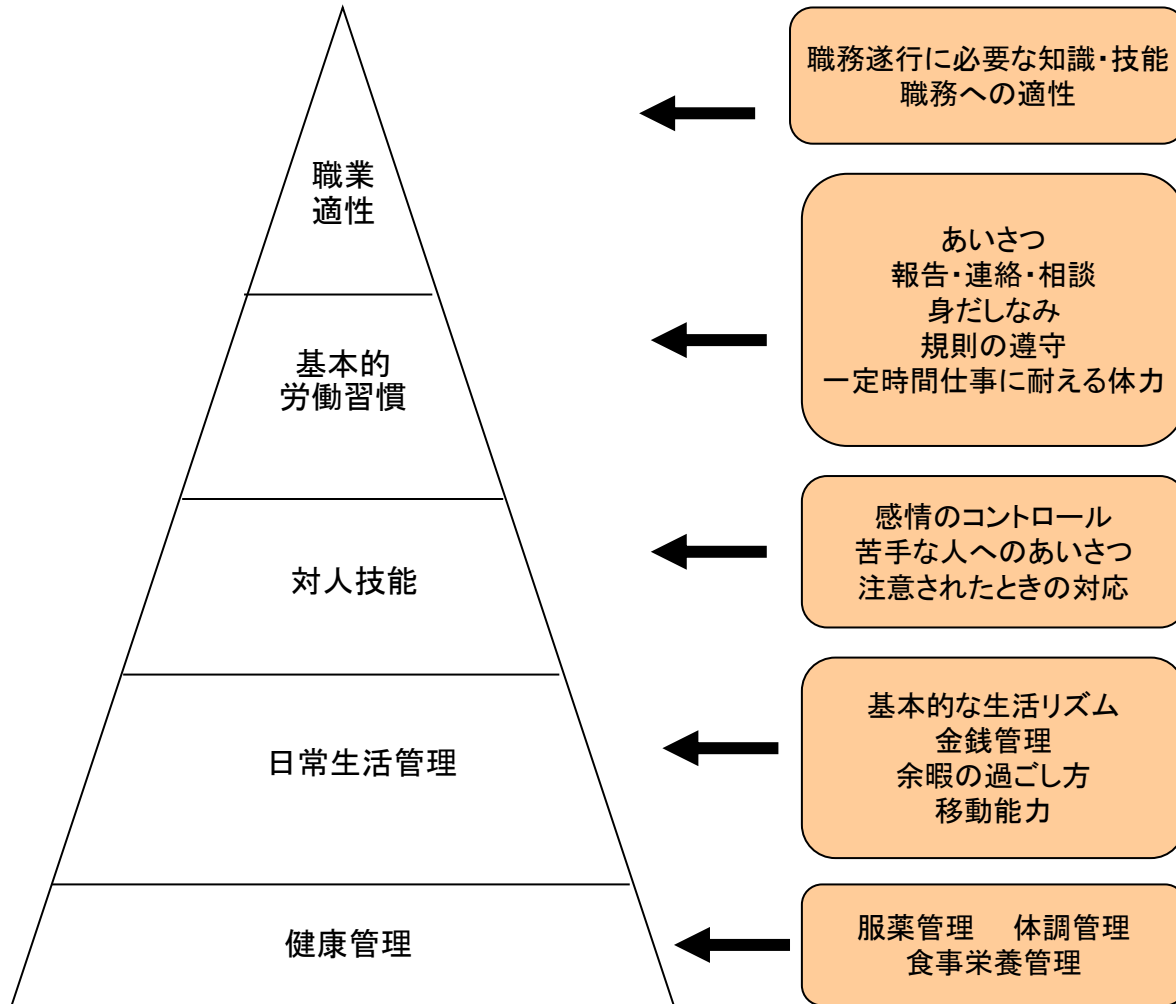 職務遂行に必要な知識・技能
職務への適性
職業
適性
あいさつ
報告・連絡・相談
身だしなみ
規則の遵守
一定時間仕事に耐える体力
基本的
労働習慣
感情のコントロール
苦手な人へのあいさつ
注意されたときの対応
対人技能
基本的な生活リズム
金銭管理
余暇の過ごし方
移動能力
日常生活管理
服薬管理　体調管理
食事栄養管理
健康管理